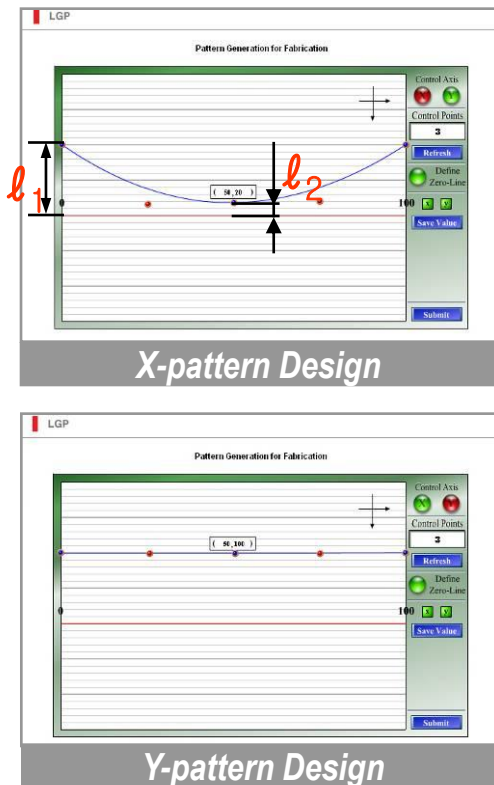 LGP
Pattern Generation for Fabrication
Control Axis
X Y
Control Points
3
Refresh
Define
Zero-Line
ℓ1
( 50,20 )
ℓ2
0
100
X Y
Save Value
Submit
X-pattern Design
LGP
Pattern Generation for Fabrication
Control Axis
X Y
Control Points
3
( 50,100 )
Refresh
Define
Zero-Line
0
100
X Y
Save Value
Submit
Y-pattern Design